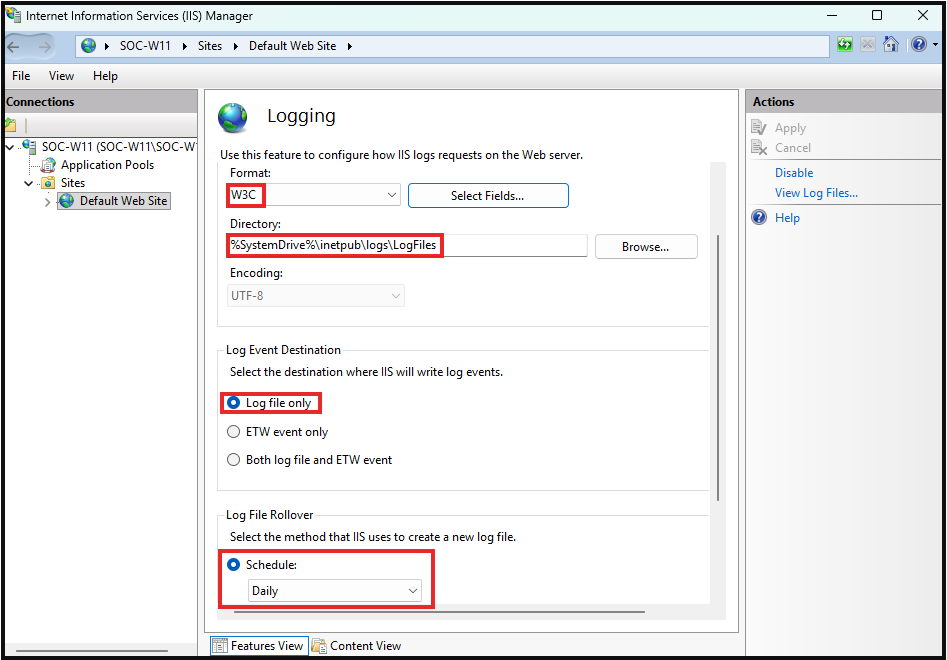 Internet Information Services (IIS) Manager
SOC-W11 Sites Default Web Site
File View Help
Connections
SOC-W11 (SOC-W11\SOC-W
Application Pools
Sites
Default Web Site
Logging
Use this feature to configure how IIS logs requests on the Web server.
Format:
W3C Select Fields...
Directory:
%SystemDrive%\inetpub\logs\LogFiles Browse...
Encoding:
UTF-8
Log Event Destination
Select the destination where IIS will write log events.
Log file only
ETW event only
Both log file and ETW event
Log File Rollover
Select the method that IIS uses to create a new log file.
Schedule:
Daily
Features View Content View
Actions
Apply
Cancel
Disable
View Log Files...
Help